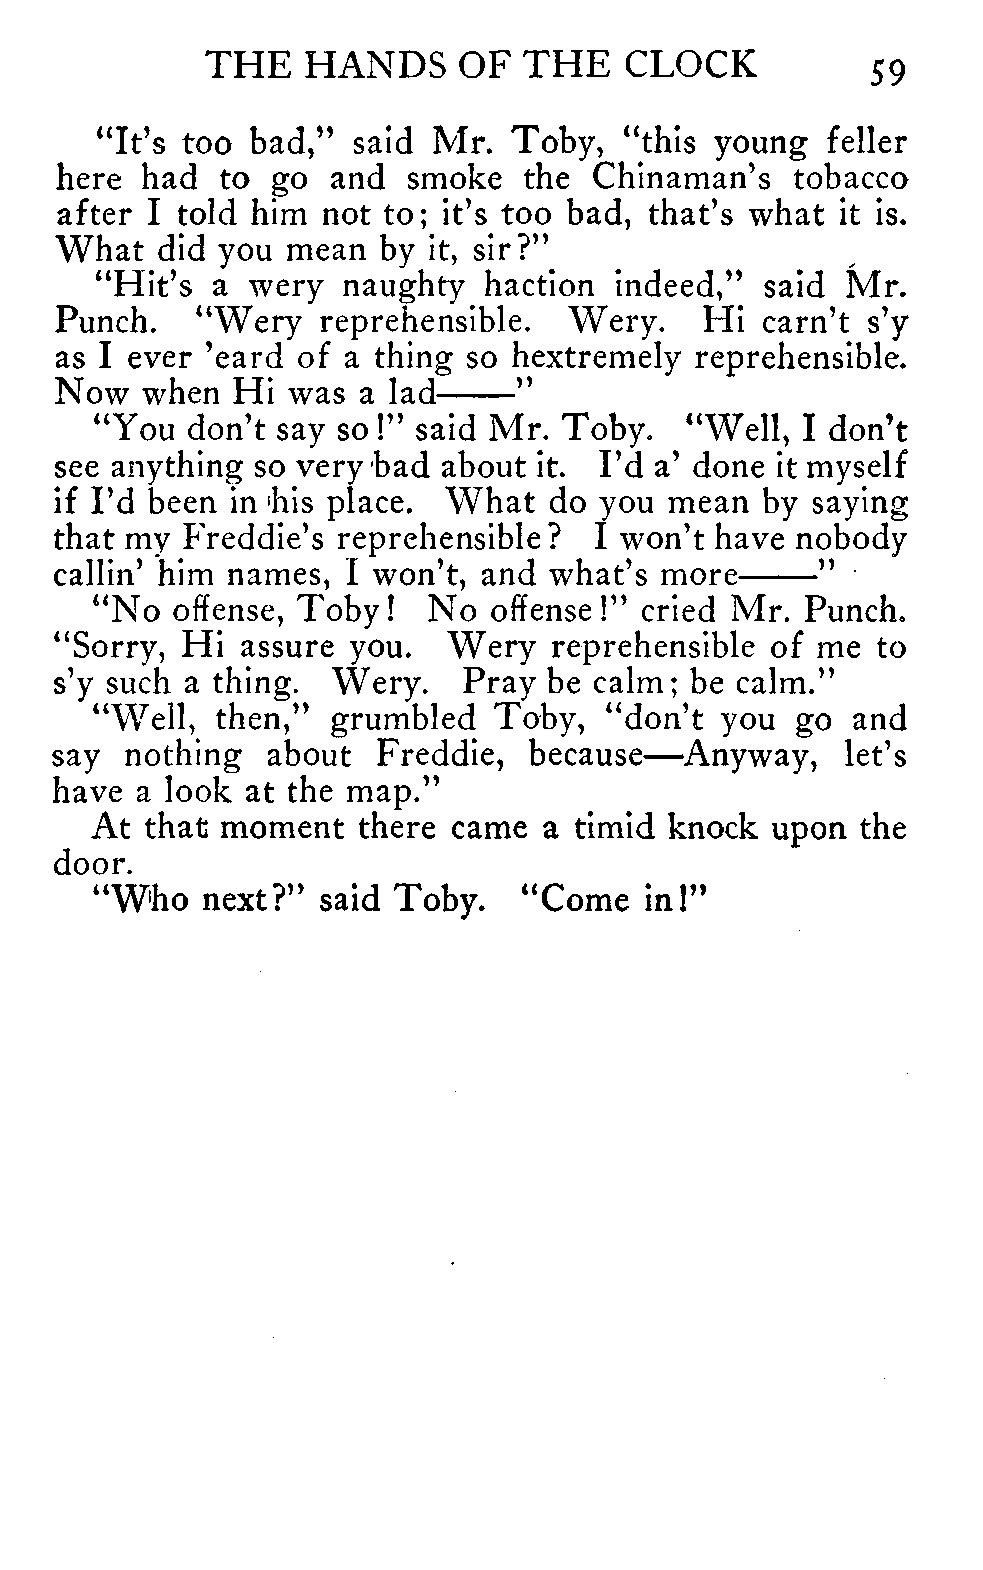 THE HANDS OF THE CLOCK 59
"It's too bad," said Mr. Toby, "this young feller
here had to go and smoke the Chinaman's tobacco
after I told him not to; it's too bad, that's what it is.
What did you mean by it, sir?"
"Hit's a wery naughty haction indeed," said Mr.
Punch. "Wery reprehensible. Wery. Hi carn't s'y
as I ever 'eard of a thing so hextremely reprehensible.
Now when Hi was a lad——"
"You don't say so!" said Mr. Toby. "Well, I don't
see anything so very bad about it. I'd a' done it myself
if I'd been in his place. What do you mean by saying
that my Freddie's reprehensible? I won't have nobody
callin' him names, I won't, and what's more——"
"No offense, Toby! No offense!" cried Mr. Punch.
"Sorry, Hi assure you. Wery reprehensible of me to
s'y such a thing. Wery. Pray be calm; be calm."
"Well, then," grumbled Toby, "don't you go and
say nothing about Freddie, because—Anyway, let's
have a look at the map."
At that moment there came a timid knock upon the
door.
"Who next?" said Toby. "Come in!"